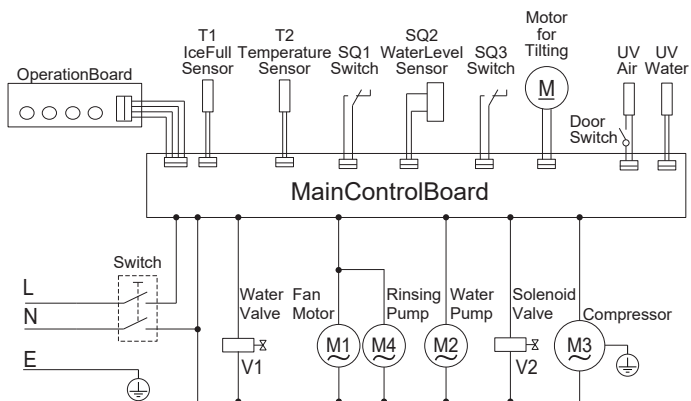 Motor
for
Tilting
T1
IceFull
Sensor
T2
Temperature
Sensor
SQ1
Switch
SQ2
WaterLevel
Sensor
SQ3
Switch
UV
Air
UV
Water
OperationBoard
M
Door
Switch
MainControlBoard
Switch
L
N
E
Water
Valve
Fan
Motor
Rinsing
Pump
Water
Pump
Solenoid
Valve
Compressor
V1
M1
M4
M2
V2
M3